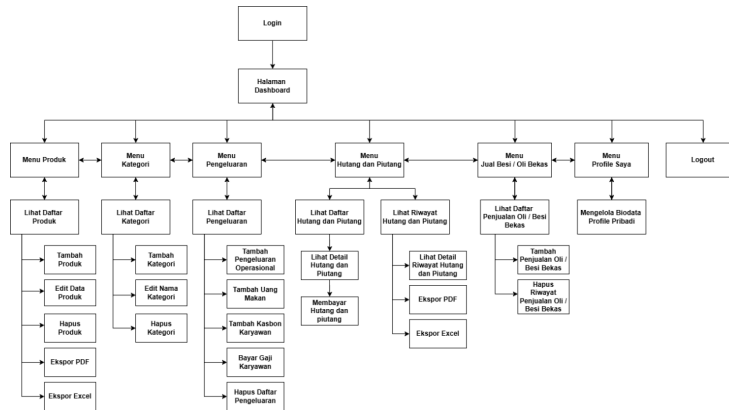 Login
Halaman
Dashboard
Menu Produk
Menu
Kategori
Menu
Pengeluaran
Menu
Hutang dan Piutang
Menu
Jual Besi / Oli Bekas
Menu
Profile Saya
Logout
Lihat Daftar
Produk
Lihat Daftar
Kategori
Lihat Daftar
Pengeluaran
Lihat Daftar
Hutang dan Piutang
Lihat Riwayat
Hutang dan Piutang
Lihat Daftar
Penjualan Oli / Besi
Bekas
Mengelola Biodata
Profile Pribadi
Tambah
Produk
Edit Data
Produk
Hapus
Produk
Ekspor PDF
Ekspor Excel
Tambah
Kategori
Edit Nama
Kategori
Hapus
Kategori
Tambah
Pengeluaran
Operasional
Tambah Uang
Makan
Tambah Kasbon
Karyawan
Bayar Gaji
Karyawan
Hapus Daftar
Pengeluaran
Lihat Detail
Hutang dan
Piutang
Membayar
Hutang dan
piutang
Lihat Detail
Riwayat Hutang
dan Piutang
Ekspor PDF
Ekspor Excel
Tambah
Penjualan Oli /
Besi Bekas
Hapus
Riwayat
Penjualan Oli /
Besi Bekas